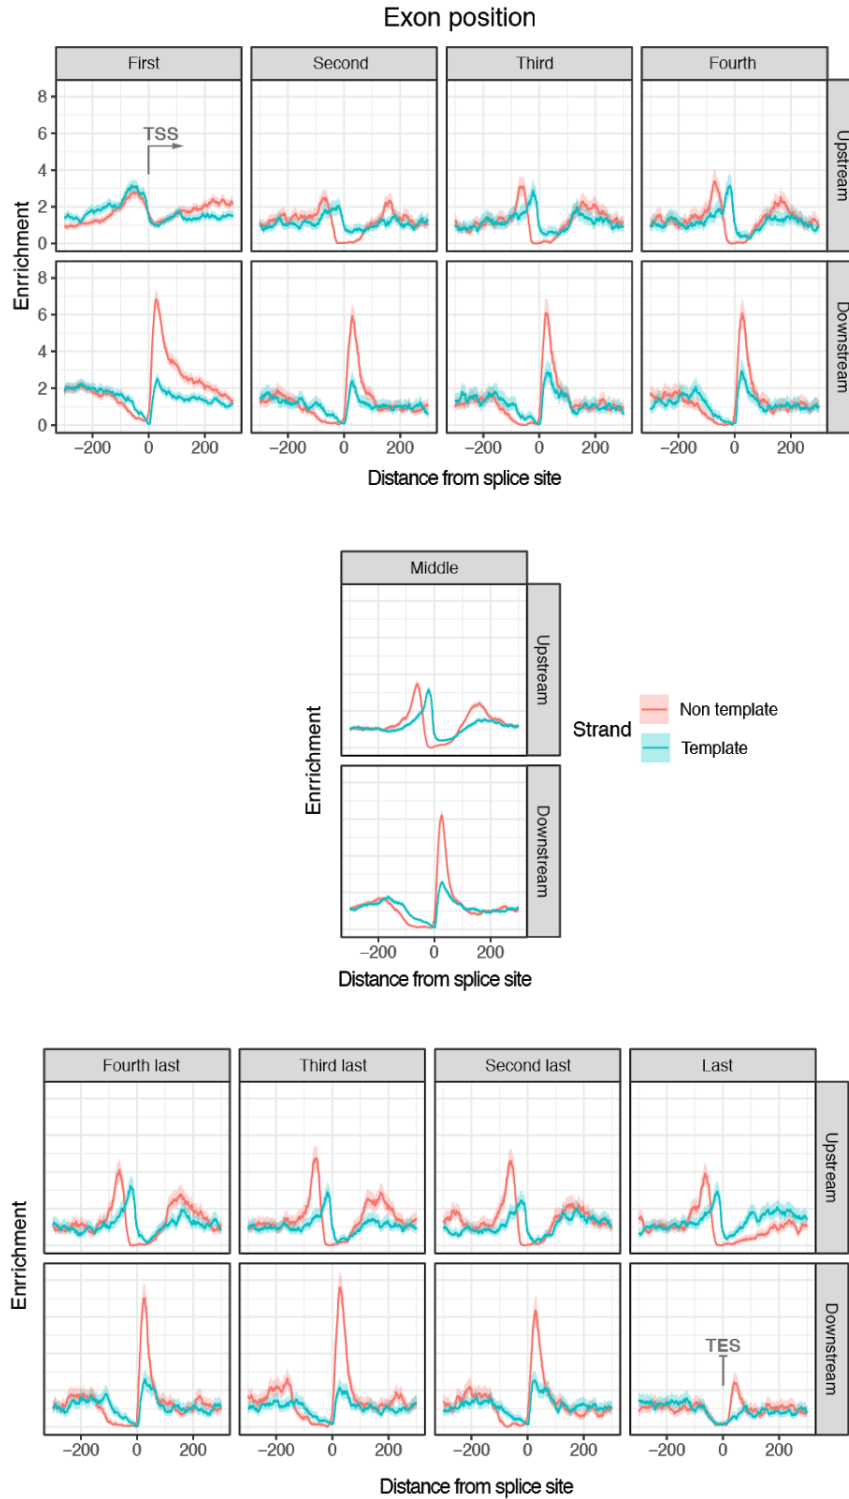 Exon position
First Second Third Fourth
8
6
4
2
0
TSS
Upstream
Enrrichment
8
6
4
2
0
Downstream
−200 0 200 −200 0 200 −200 0 200 −200 0 200
Distance from splice site
Middle
Upstream
Enrrichment
Downstream
−200 0 200
Distance from splice site
Strand
Non template
Template
Fourth last Third last Second last Last
Upstream
Enrrichment
TES
Downstream
−200 0 200 −200 0 200 −200 0 200 −200 0 200
Distance from splice site